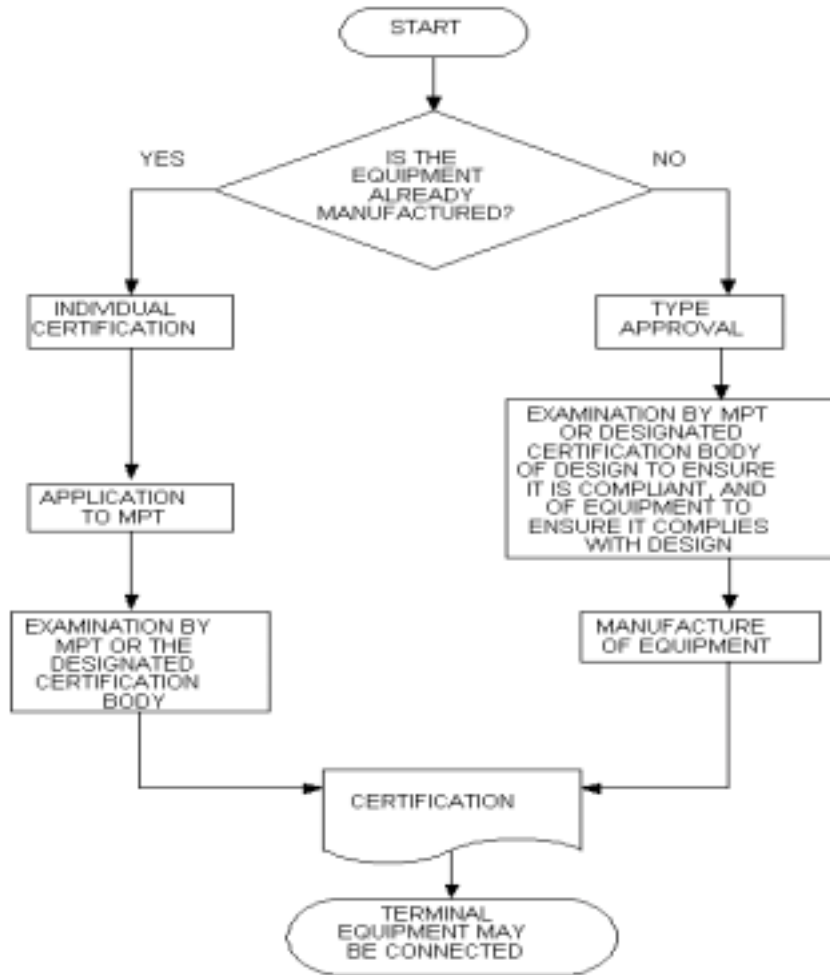 START
IS THE
EQUIPMENT
ALREADY
MANUFACTURED?
YES
NO
INDIVIDUAL
CERTIFICATION
TYPE
APPROVAL
EXAMINATION BY MPT
OR DESIGNATED
CERTIFICATION BODY
OF DESIGN TO ENSURE
IT IS COMPLIANT, AND
OF EQUIPMENT TO
ENSURE IT COMPLIES
WITH DESIGN
APPLICATION
TO MPT
EXAMINATION BY
MPT OR THE
DESIGNATED
CERTIFICATION
BODY
MANUFACTURE
OF EQUIPMENT
CERTIFICATION
TERMINAL
EQUIPMENT MAY
BE CONNECTED